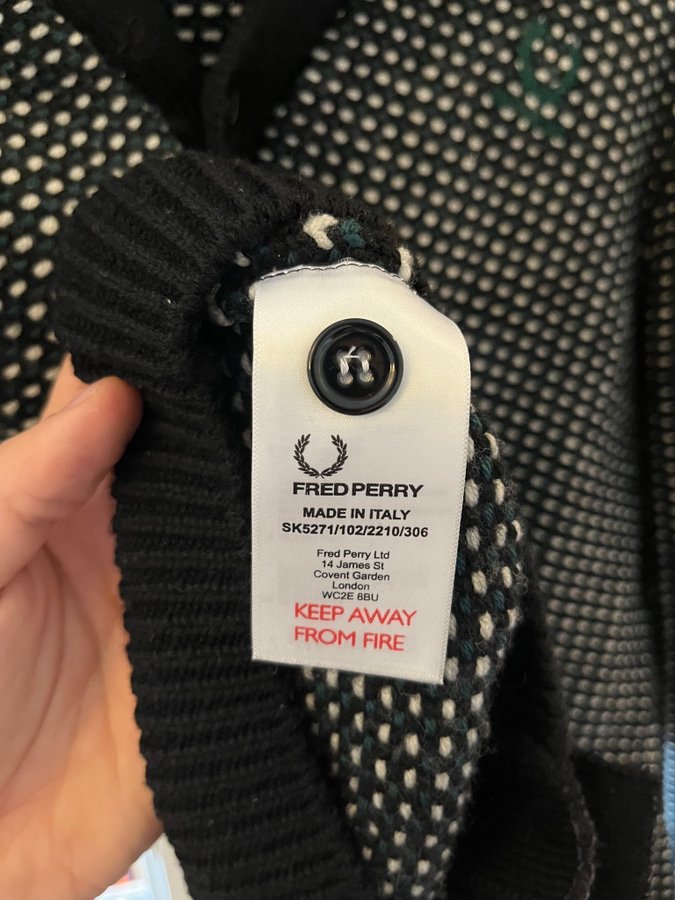 FRED PERRY
MADE IN ITALY
SK5271/102/2210/306
Fred Perry Ltd
14 James St
Covent Garden
London
WC2E 8BU
KEEP AWAY
FROM FIRE